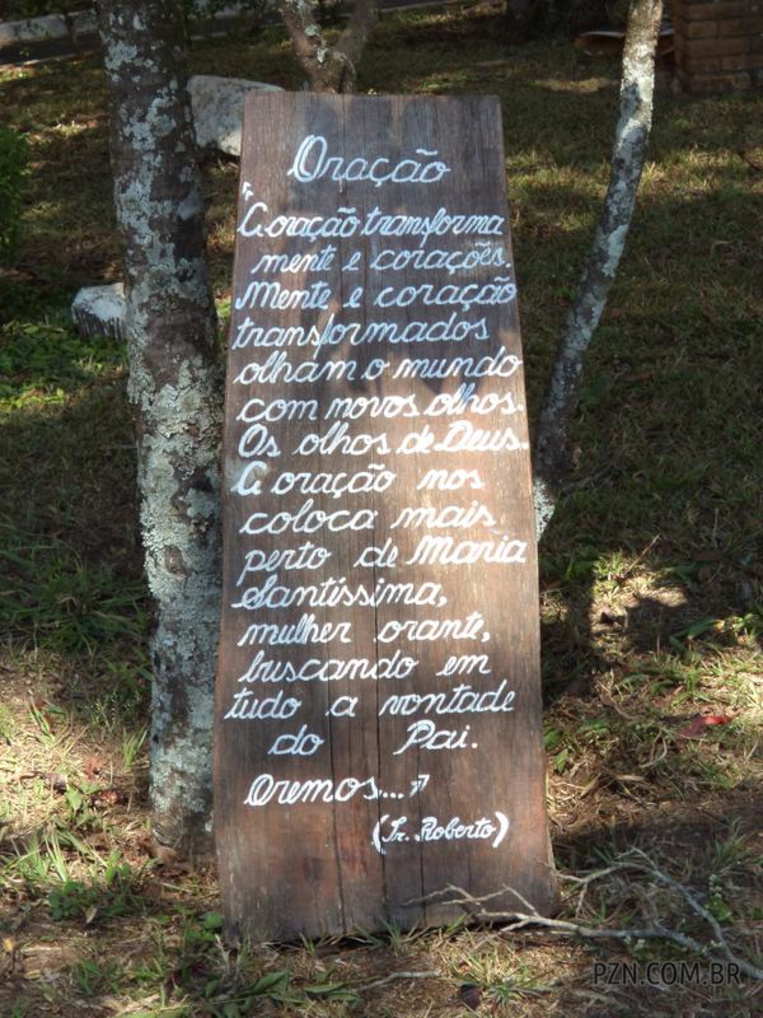 Oração
"A oração transforma
mente e corações.
Mente e coração
transformados
olham o mundo
com novos olhos.
Os olhos de Deus.
A oração nos
coloca mais
perto de Maria
Santíssima,
mulher orante,
buscando em
tudo a vontade
do Pai.
Oremos..."
(Ir. Roberto)
PZN.COM.BR